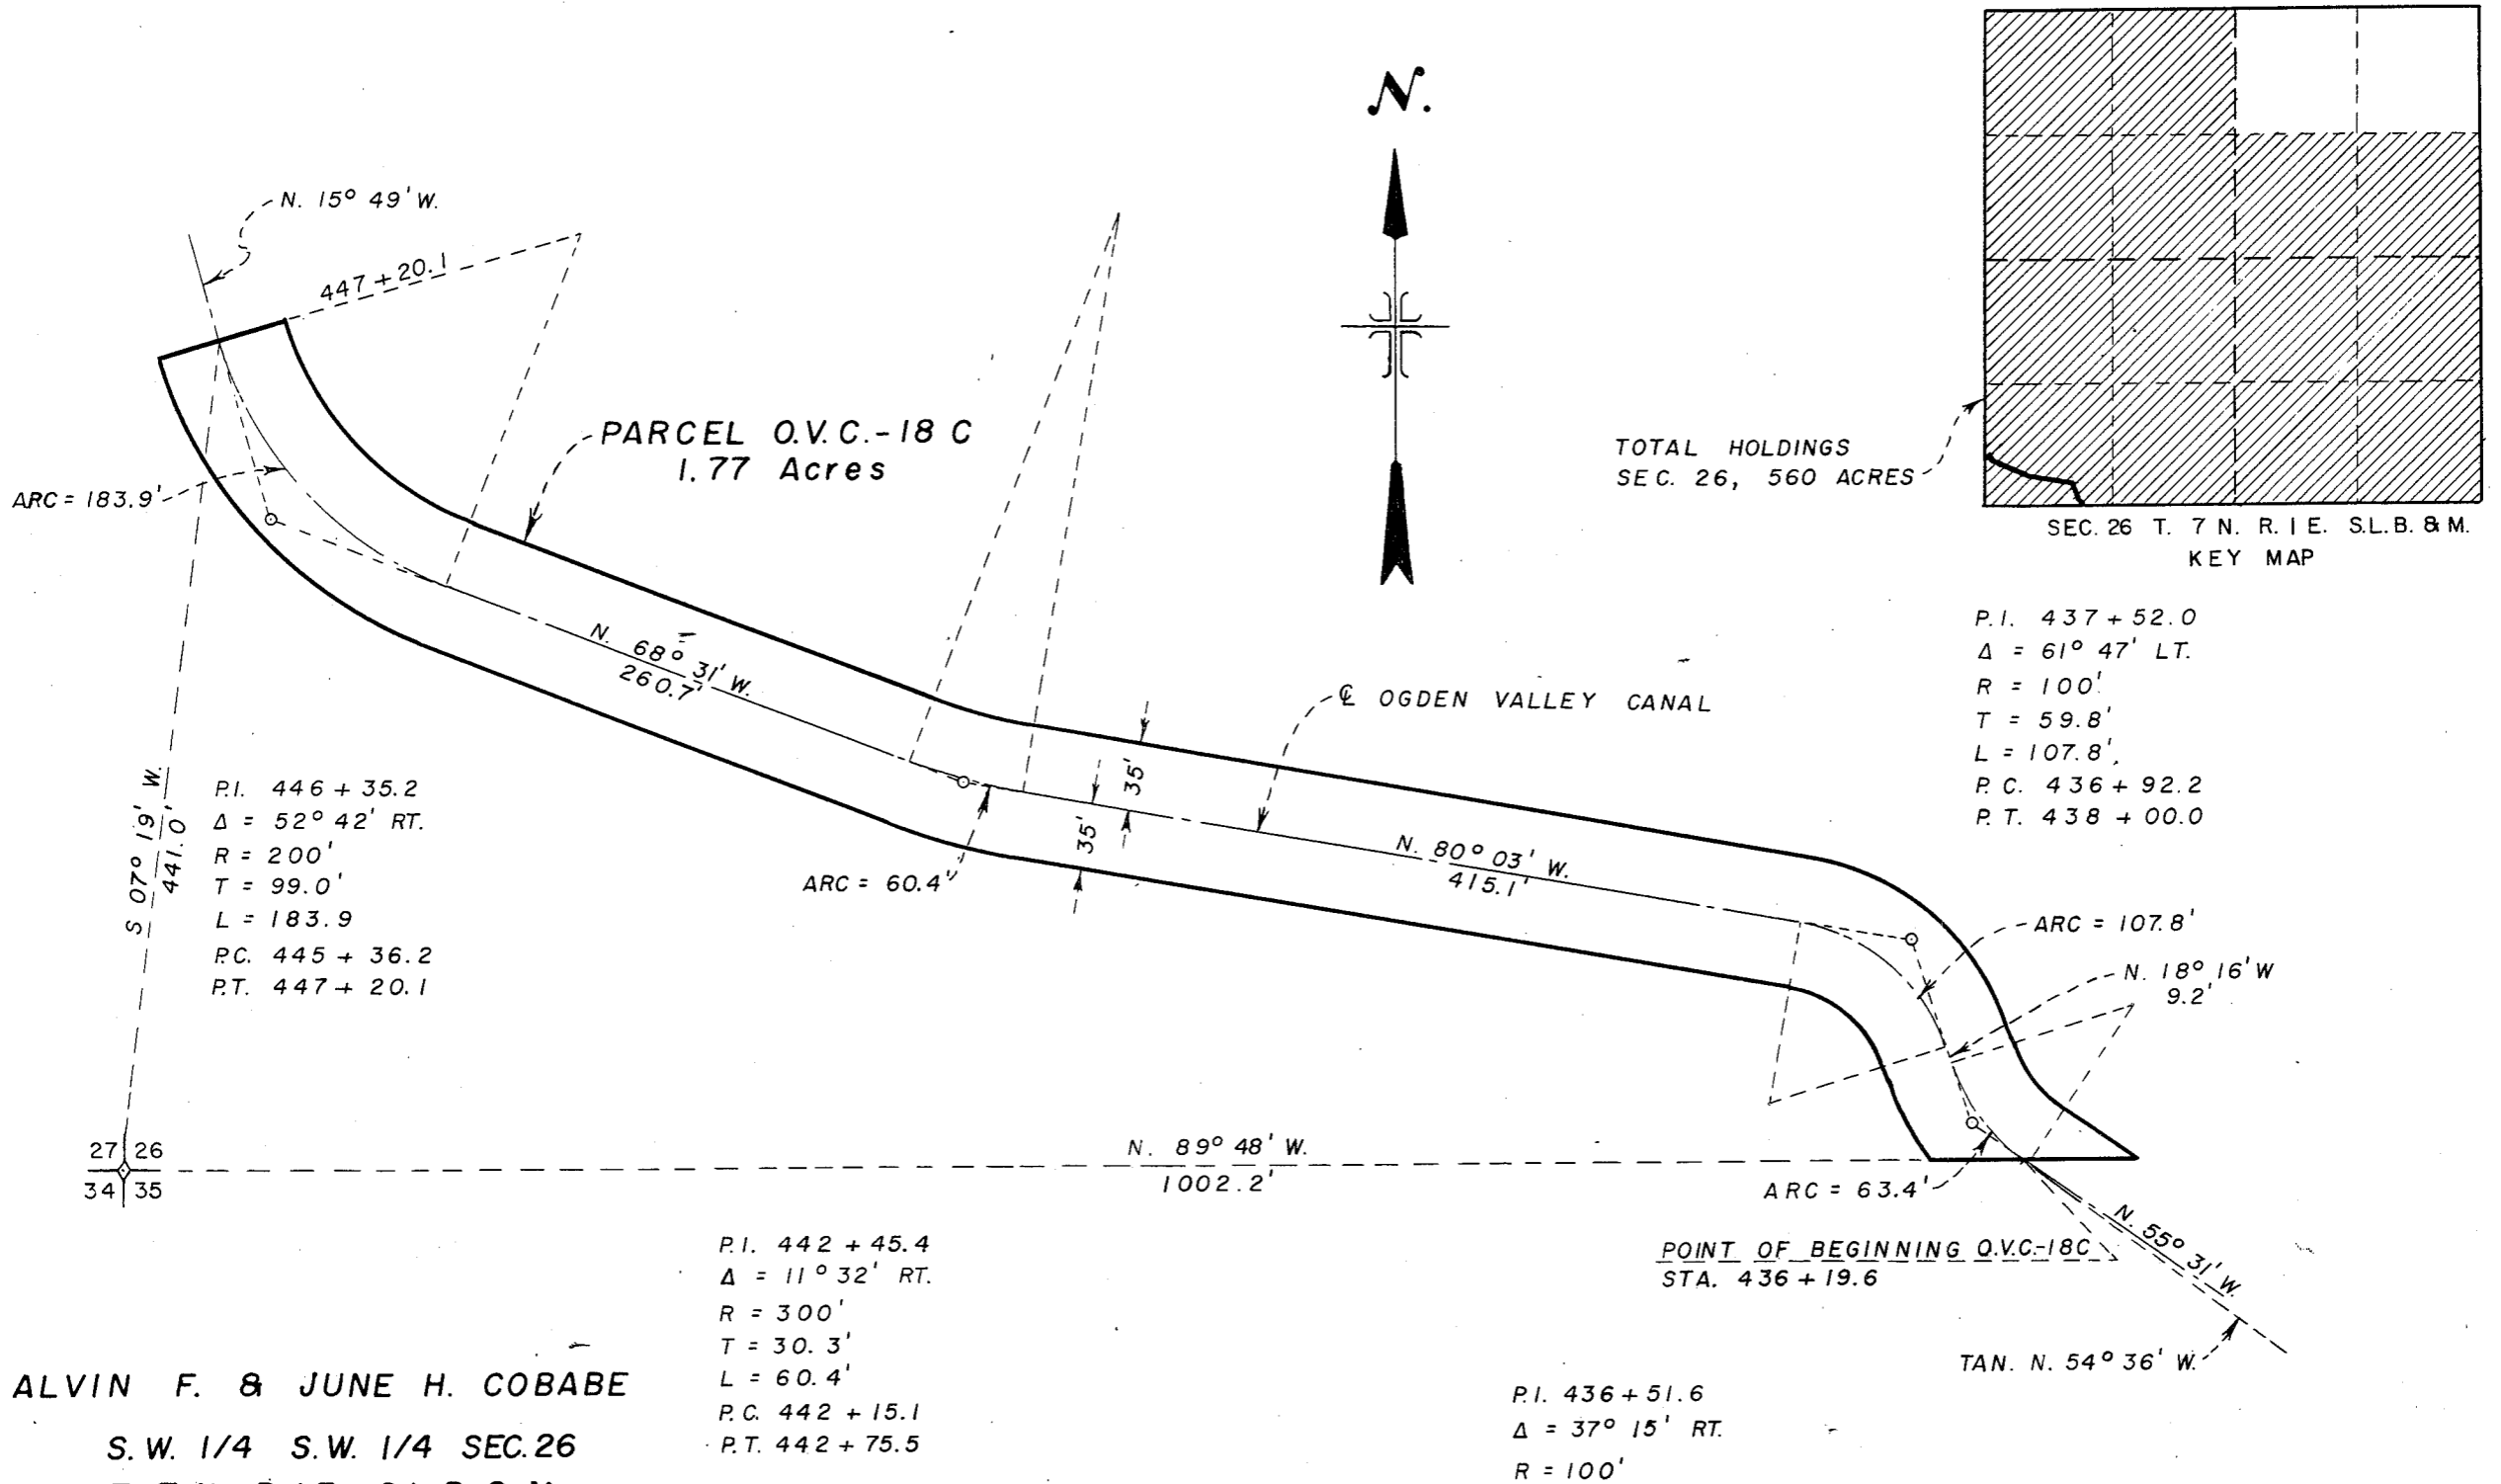 N.
N. 15° 49' W.
447 + 20.1
PARCEL O.V.C.-18 C
1.77 Acres
ARC = 183.9'
TOTAL HOLDINGS
SEC. 26, 560 ACRES
SEC. 26 T. 7 N. R. 1 E. S.L.B. & M.
KEY MAP
N. 68° 31' W.
260.7'
℄ OGDEN VALLEY CANAL
35'
35'
P.I. 437 + 52.0
Δ = 61° 47' LT.
R = 100'
T = 59.8'
L = 107.8'
P.C. 436 + 92.2
P.T. 438 + 00.0
S 07° 19' W.
441.0'
P.I. 446 + 35.2
Δ = 52° 42' RT.
R = 200'
T = 99.0'
L = 183.9
P.C. 445 + 36.2
P.T. 447 + 20.1
ARC = 60.4'
N. 80° 03' W.
415.1'
ARC = 107.8'
N. 18° 16' W
9.2'
27 26
34 35
N. 89° 48' W.
1002.2'
ARC = 63.4'
POINT OF BEGINNING O.V.C.-18C
STA. 436 + 19.6
N. 55° 31' W.
TAN. N. 54° 36' W.
P.I. 442 + 45.4
Δ = 11° 32' RT.
R = 300'
T = 30.3'
L = 60.4'
P.C. 442 + 15.1
P.T. 442 + 75.5
ALVIN F. & JUNE H. COBABE
S.W. 1/4 S.W. 1/4 SEC. 26
P.I. 436 + 51.6
Δ = 37° 15' RT.
R = 100'